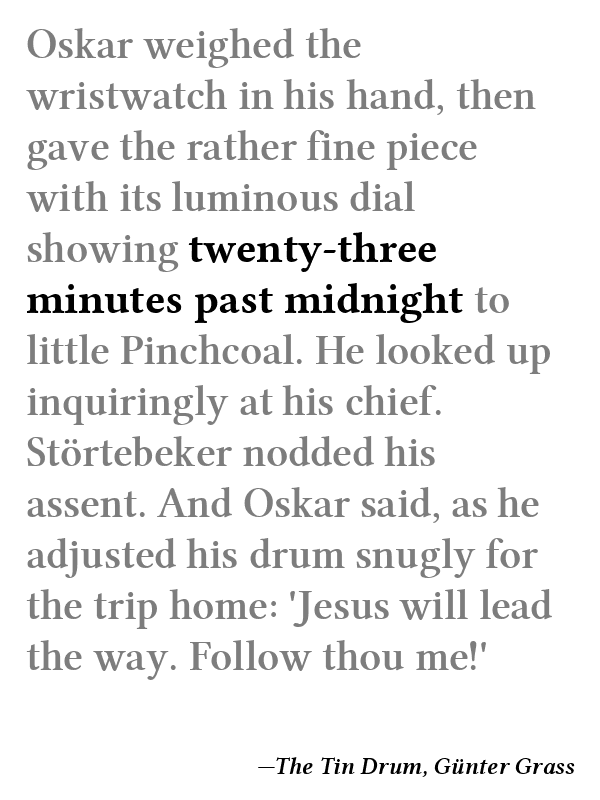 Oskar weighed the
wristwatch in his hand, then
gave the rather fine piece
with its luminous dial
showing twenty-three
minutes past midnight to
little Pinchcoal. He looked up
inquiringly at his chief.
Störtebeker nodded his
assent. And Oskar said, as he
adjusted his drum snugly for
the trip home: 'Jesus will lead
the way. Follow thou me!'
—The Tin Drum, Günter Grass